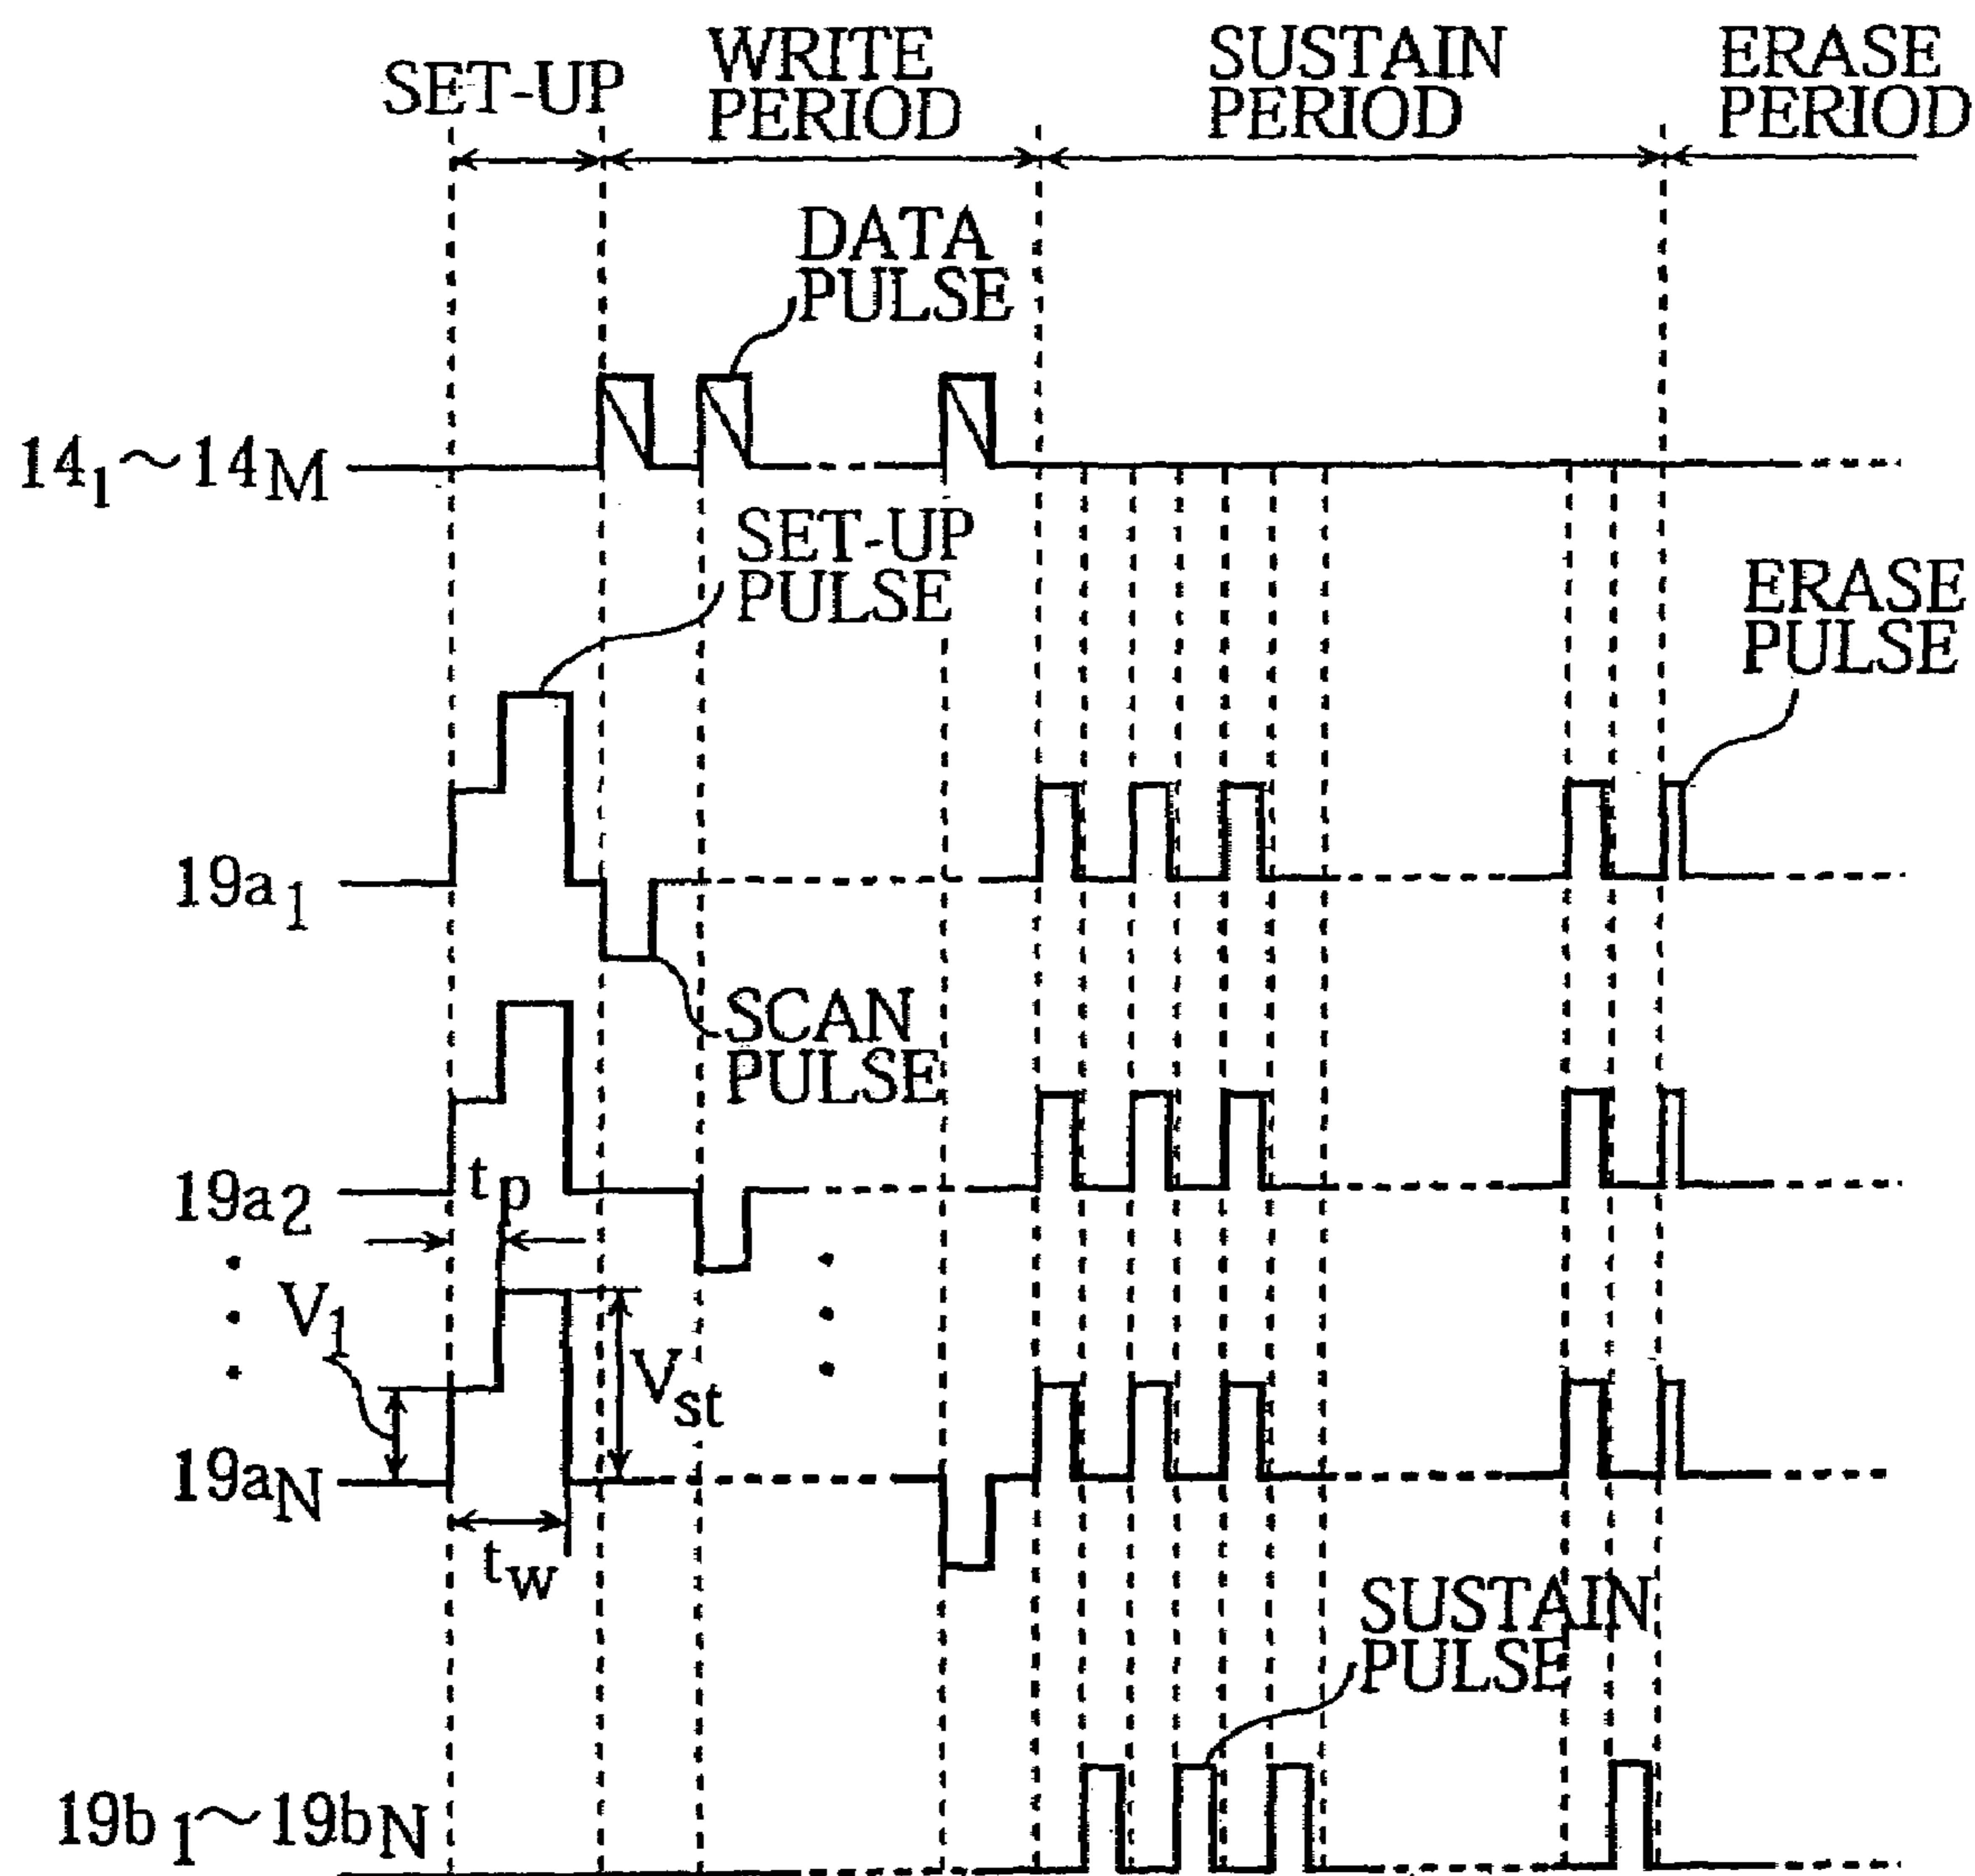 SET-UP
WRITE
PERIOD
SUSTAIN
PERIOD
ERASE
PERIOD
DATA
PULSE
14₁~14M
SET-UP
PULSE
ERASE
PULSE
19a₁
SCAN
PULSE
19a₂
tp
V₁
Vst
19aN
tw
SUSTAIN
PULSE
19b₁~19bN